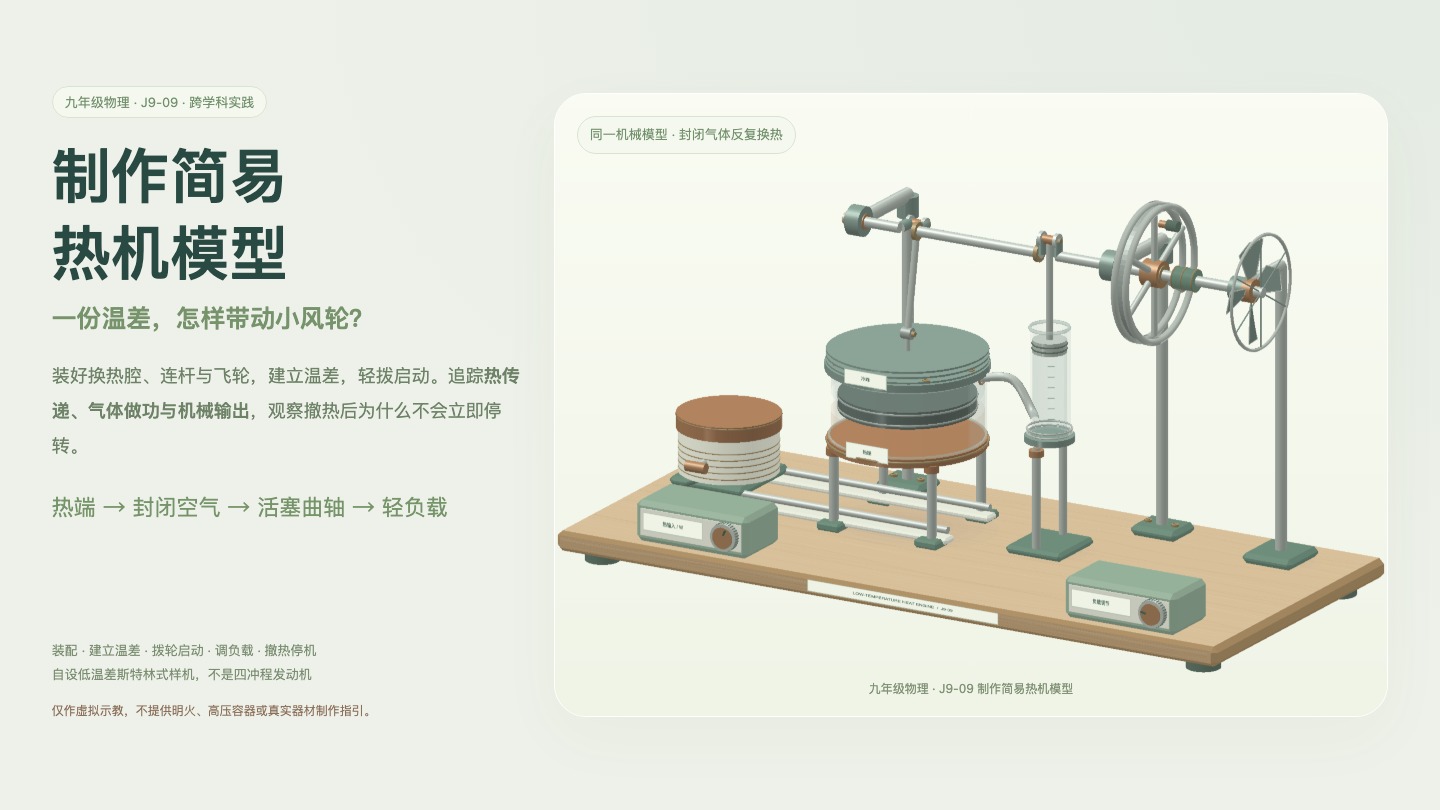 九年级物理 · J9-09 · 跨学科实践
制作简易
热机模型
一份温差，怎样带动小风轮？
装好换热腔、连杆与飞轮，建立温差，轻拨启动。追踪热传
递、气体做功与机械输出，观察撤热后为什么不会立即停
转。
热端 → 封闭空气 → 活塞曲轴 → 轻负载
装配 · 建立温差 · 拨轮启动 · 调负载 · 撤热停机
自设低温差斯特林式样机，不是四冲程发动机
仅作虚拟示教，不提供明火、高压容器或真实器材制作指引。
同一机械模型 · 封闭气体反复换热
LOW-TEMPERATURE HEAT ENGINE · J9-09
九年级物理 · J9-09 制作简易热机模型